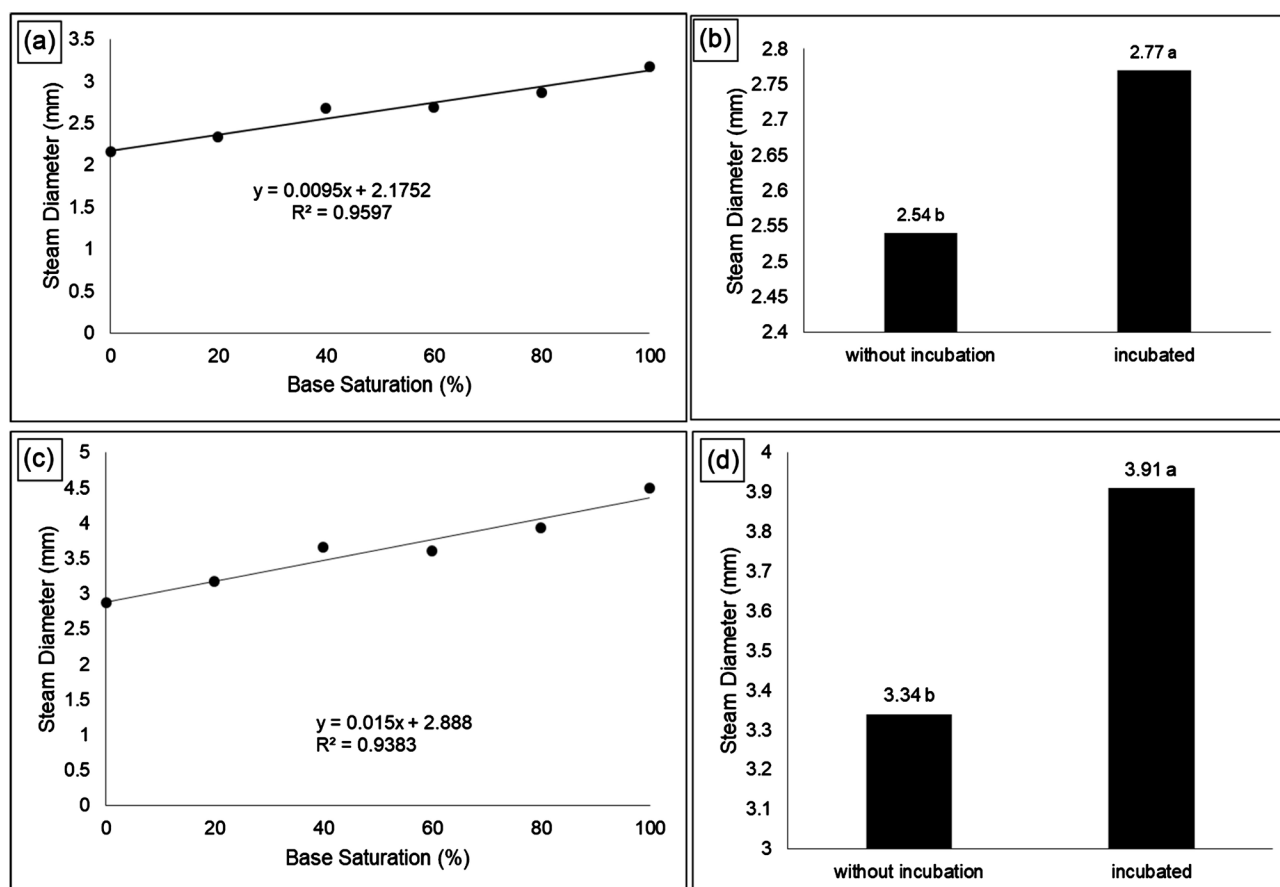 (a)
Steam Diameter (mm)
3.5
3
2.5
2
1.5
1
0.5
0
y = 0.0095x + 2.1752
R² = 0.9597
0 20 40 60 80 100
Base Saturation (%)
(b)
Steam Diameter (mm)
2.8
2.75
2.7
2.65
2.6
2.55
2.5
2.45
2.4
2.54 b
2.77 a
without incubation incubated
(c)
Steam Diameter (mm)
5
4.5
4
3.5
3
2.5
2
1.5
1
0.5
0
y = 0.015x + 2.888
R² = 0.9383
0 20 40 60 80 100
Base Saturation (%)
(d)
Steam Diameter (mm)
4
3.9
3.8
3.7
3.6
3.5
3.4
3.3
3.2
3.1
3
3.34 b
3.91 a
without incubation incubated